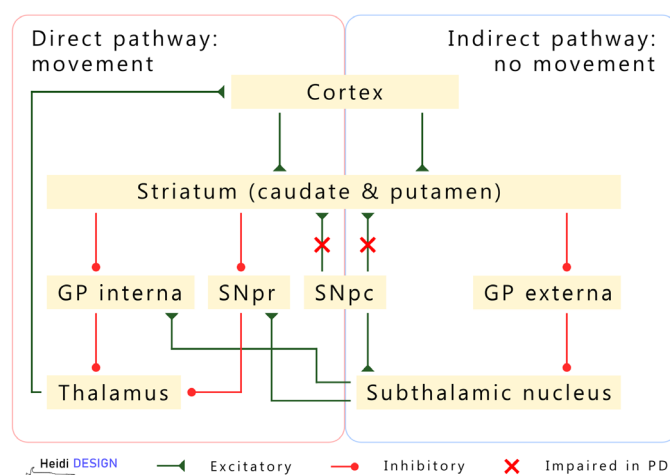 Direct pathway:
movement
Indirect pathway:
no movement
Cortex
Striatum (caudate & putamen)
GP interna
SNpr
SNpc
GP externa
Thalamus
Subthalamic nucleus
Heidi DESIGN
Excitatory
Inhibitory
Impaired in PD